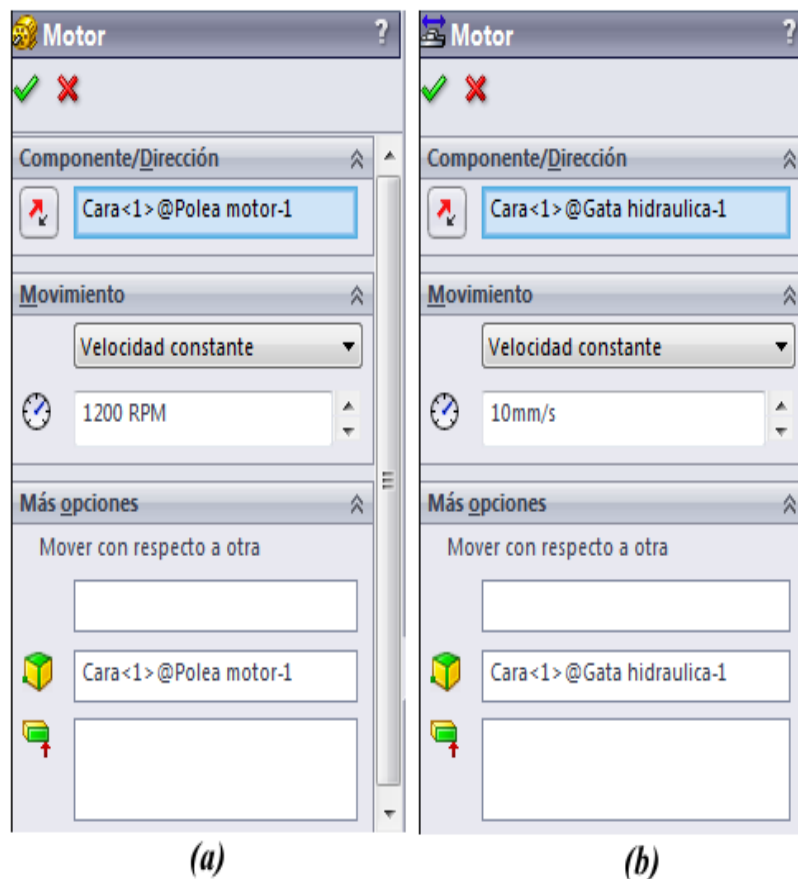 Motor ?
Componente/Dirección
Cara<1>@Polea motor-1
Movimiento
Velocidad constante
1200 RPM
Más opciones
Mover con respecto a otra
Cara<1>@Polea motor-1
(a)
Motor ?
Componente/Dirección
Cara<1>@Gata hidraulica-1
Movimiento
Velocidad constante
10mm/s
Más opciones
Mover con respecto a otra
Cara<1>@Gata hidraulica-1
(b)